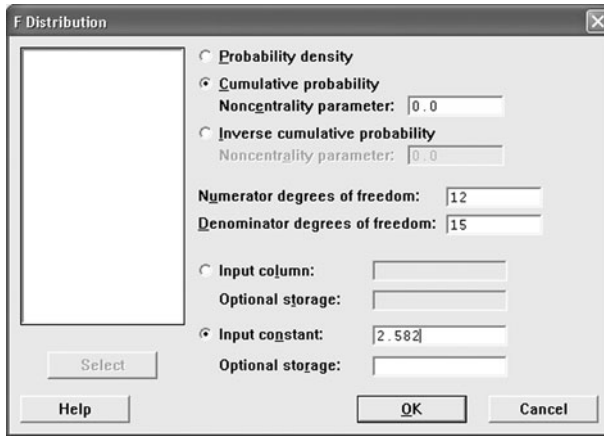 F Distribution
Probability density
Cumulative probability
Noncentrality parameter: 0.0
Inverse cumulative probability
Noncentrality parameter: 0.0
Numerator degrees of freedom: 12
Denominator degrees of freedom: 15
Input column:
Optional storage:
Input constant: 2.582
Optional storage:
Select
Help
OK
Cancel